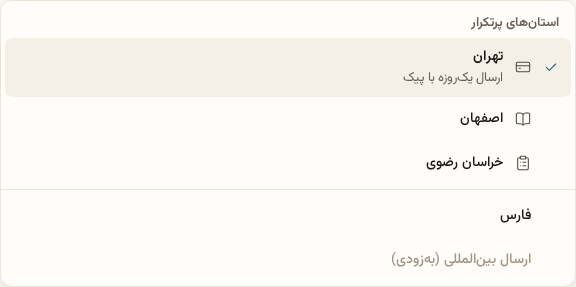 استان‌های پرتکرار
تهران
ارسال یک‌روزه با پیک
اصفهان
خراسان رضوی
فارس
ارسال بین‌المللی (به‌زودی)